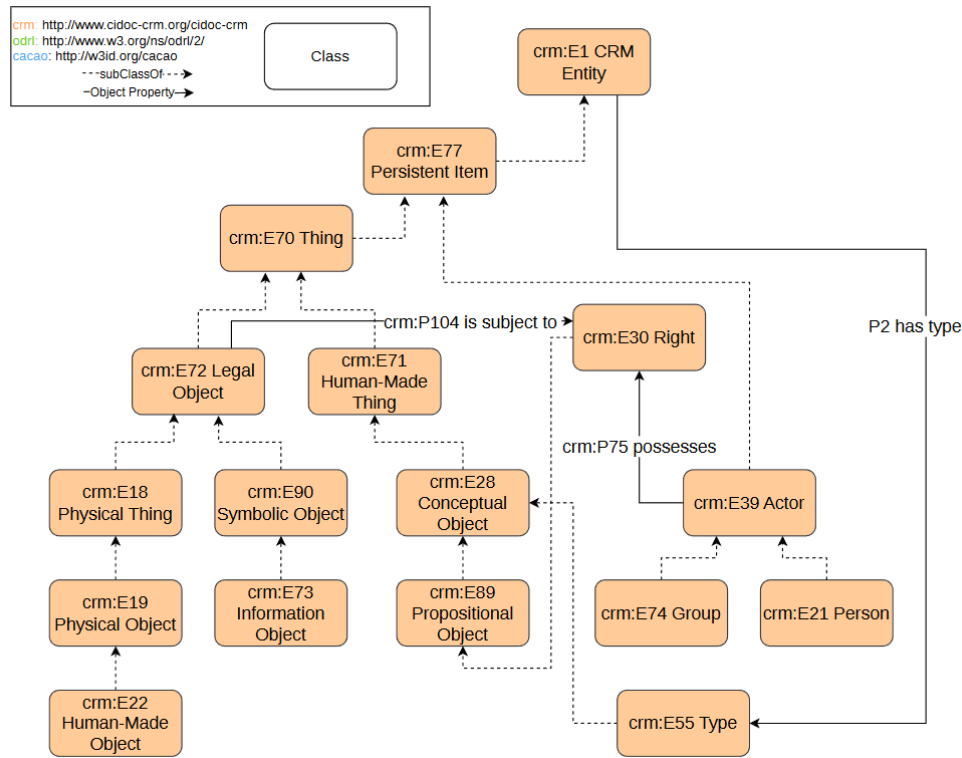 crm: http://www.cidoc-crm.org/cidoc-crm
odrl: http://www.w3.org/ns/odrl/2/
cacao: http://w3id.org/cacao
subClassOf
Object Property
Class
crm:E1 CRM
Entity
crm:E77
Persistent Item
crm:E70 Thing
crm:P104 is subject to
crm:E30 Right
P2 has type
crm:E72 Legal
Object
crm:E71
Human-Made
Thing
crm:P75 possesses
crm:E18
Physical Thing
crm:E90
Symbolic Object
crm:E28
Conceptual
Object
crm:E39 Actor
crm:E19
Physical Object
crm:E73
Information
Object
crm:E89
Propositional
Object
crm:E74 Group
crm:E21 Person
crm:E22
Human-Made
Object
crm:E55 Type